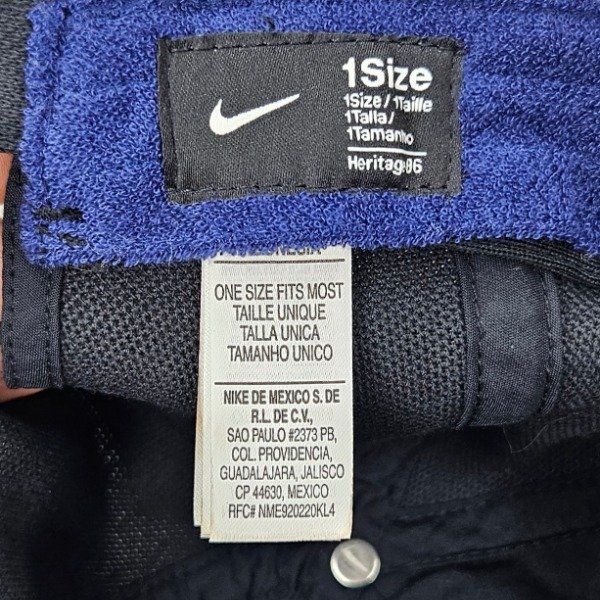 1Size
1Size/1Taille
1Talla/
1Tamanho
Heritage86
ONE SIZE FITS MOST
TAILLE UNIQUE
TALLA UNICA
TAMANHO UNICO
NIKE DE MEXICO S. DE
R.L. DE C.V.,
SAO PAULO #2373 PB,
COL. PROVIDENCIA,
GUADALAJARA, JALISCO
CP 44630, MEXICO
RFC# NME920220KL4